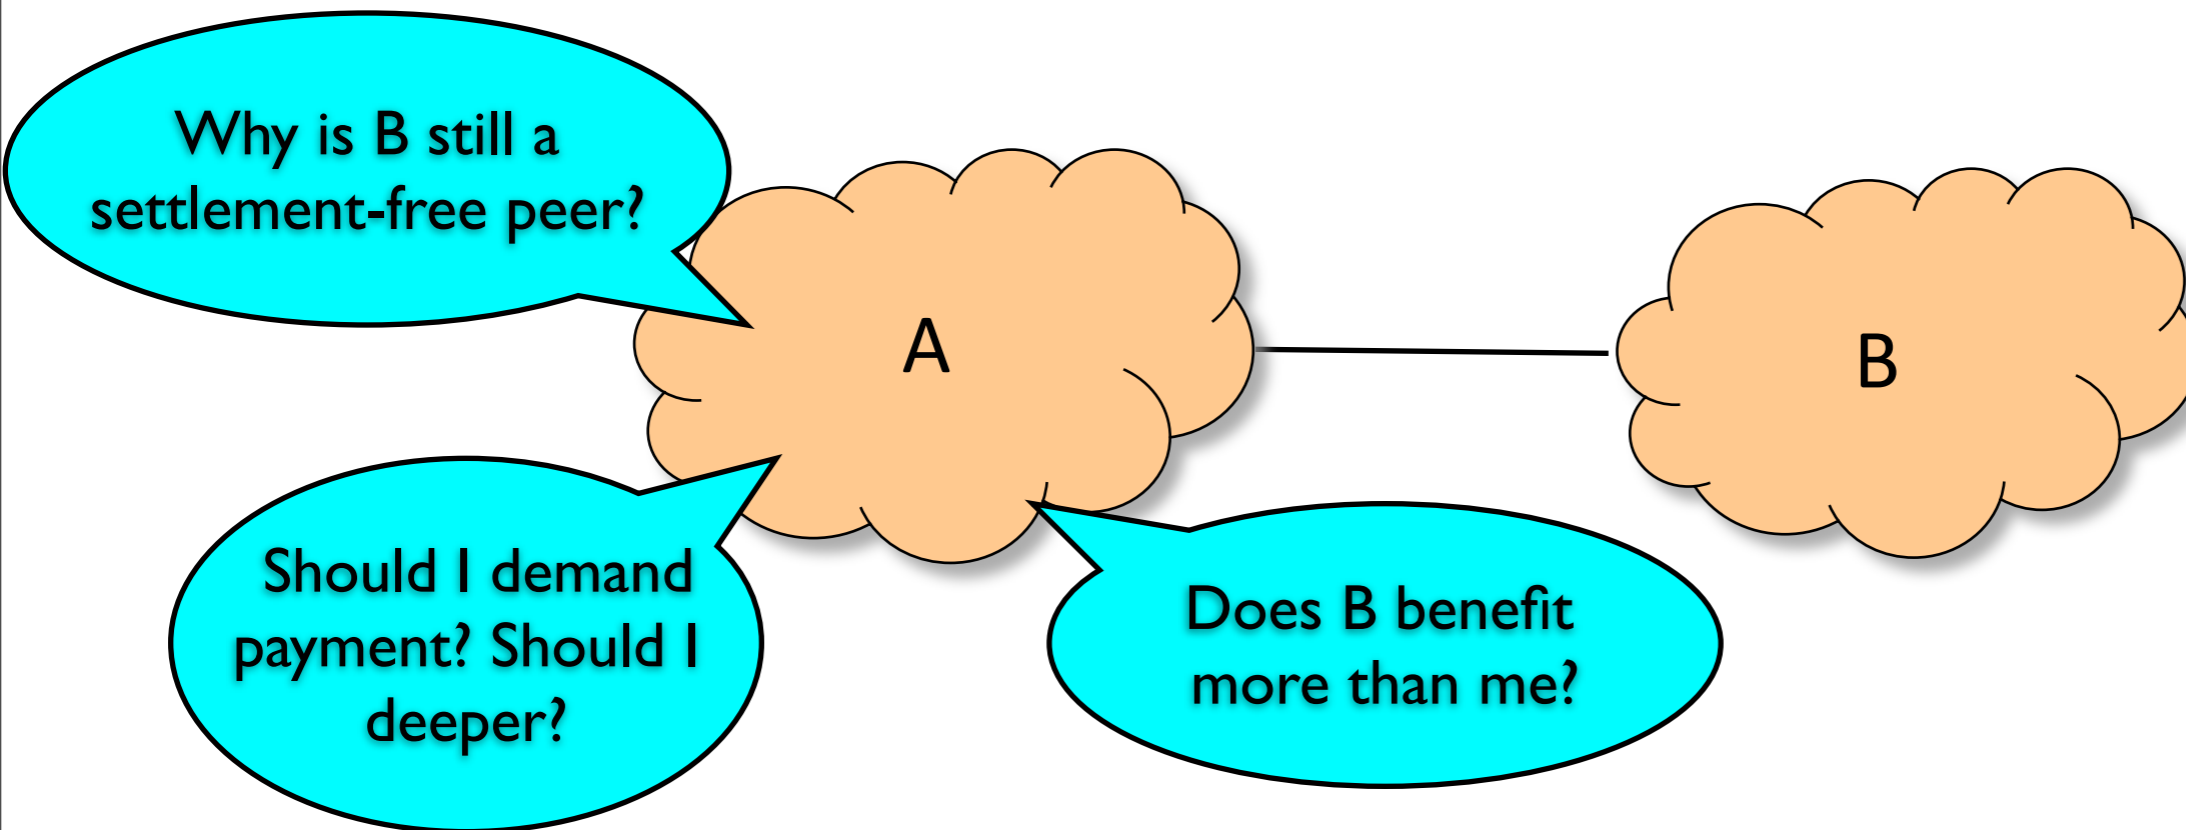 Why is B still a
settlement-free peer?
A
B
Should I demand
payment? Should I
deeper?
Does B benefit
more than me?